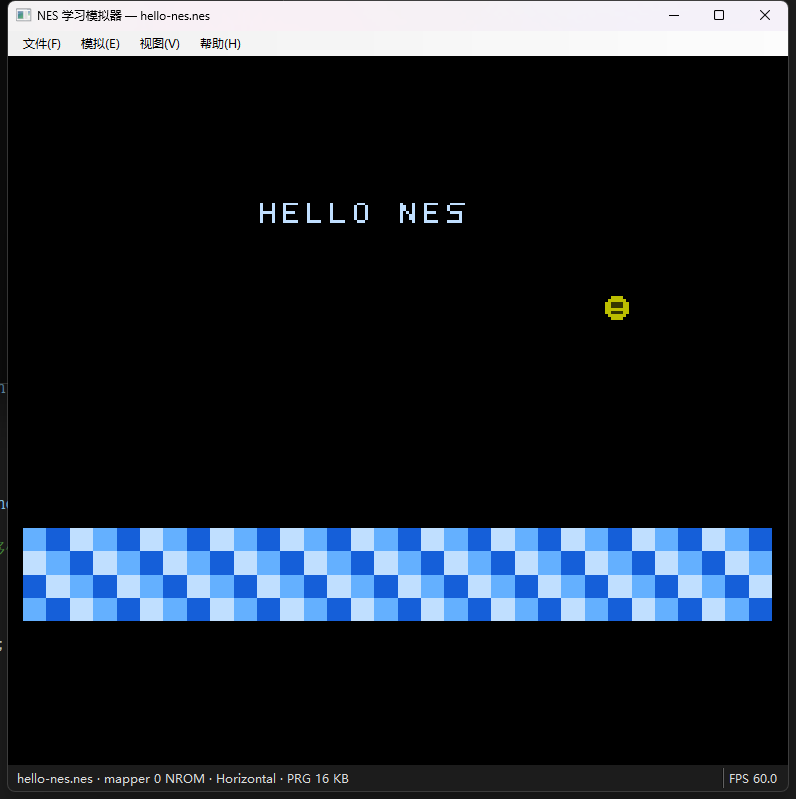 NES 学习模拟器 — hello-nes.nes
文件(F) 模拟(E) 视图(V) 帮助(H)
HELLO NES
hello-nes.nes · mapper 0 NROM · Horizontal · PRG 16 KB FPS 60.0